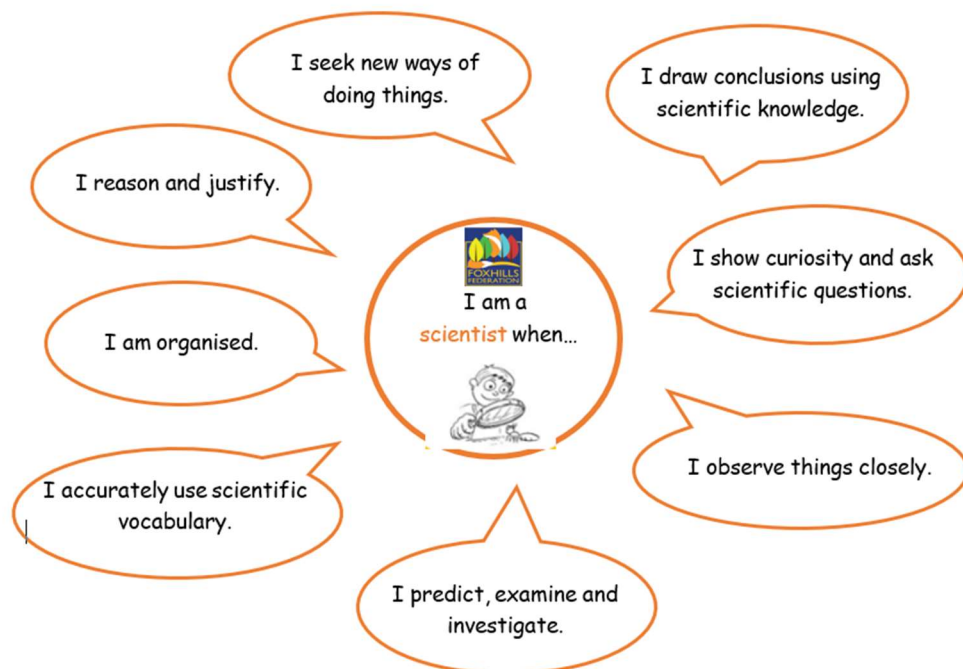 I seek new ways of
doing things.
I draw conclusions using
scientific knowledge.
I reason and justify.
I show curiosity and ask
scientific questions.
FOXHILLS
FEDERATION
I am a
scientist when...
I am organised.
I observe things closely.
I accurately use scientific
vocabulary.
I predict, examine and
investigate.